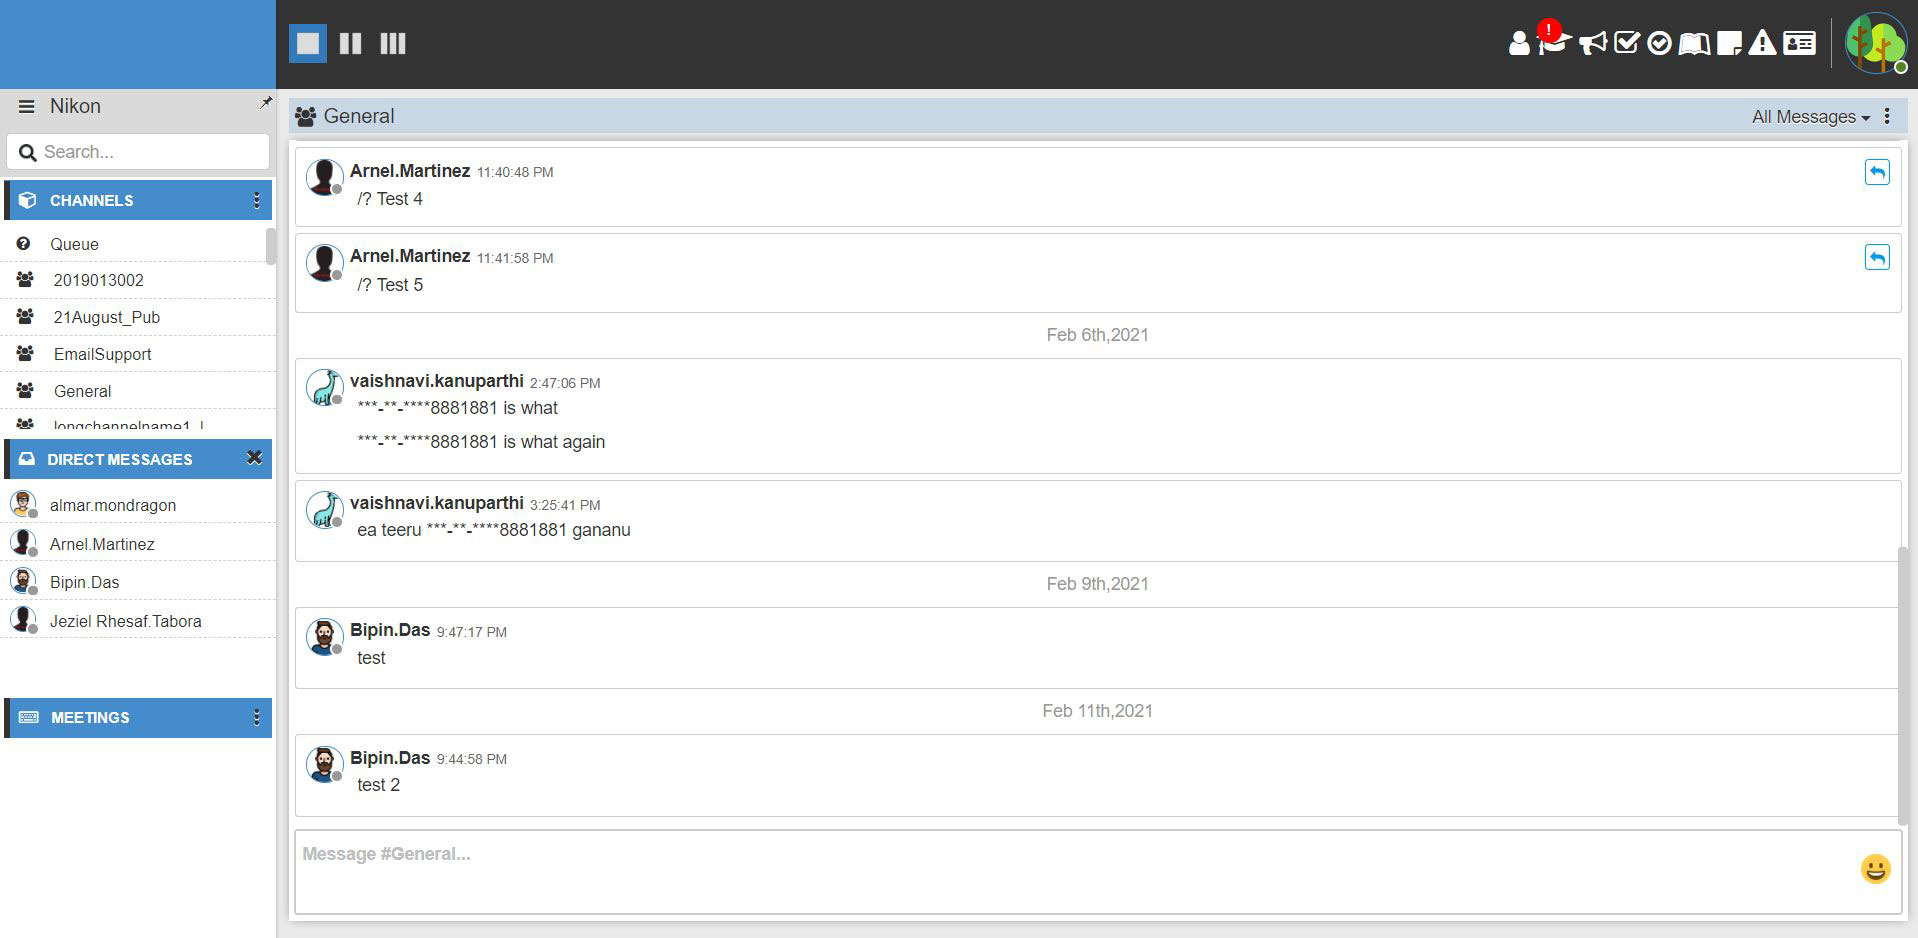 !
Nikon
Search...
CHANNELS
Queue
2019013002
21August_Pub
EmailSupport
General
DIRECT MESSAGES
almar.mondragon
Arnel.Martinez
Bipin.Das
Jeziel Rhesaf.Tabora
MEETINGS
General
All Messages
Arnel.Martinez 11:40:48 PM
/? Test 4
Arnel.Martinez 11:41:58 PM
/? Test 5
Feb 6th,2021
vaishnavi.kanuparthi 2:47:06 PM
***-**-****8881881 is what
***-**-****8881881 is what again
vaishnavi.kanuparthi 3:25:41 PM
ea teeru ***-**-****8881881 gananu
Feb 9th,2021
Bipin.Das 9:47:17 PM
test
Feb 11th,2021
Bipin.Das 9:44:58 PM
test 2
Message #General...